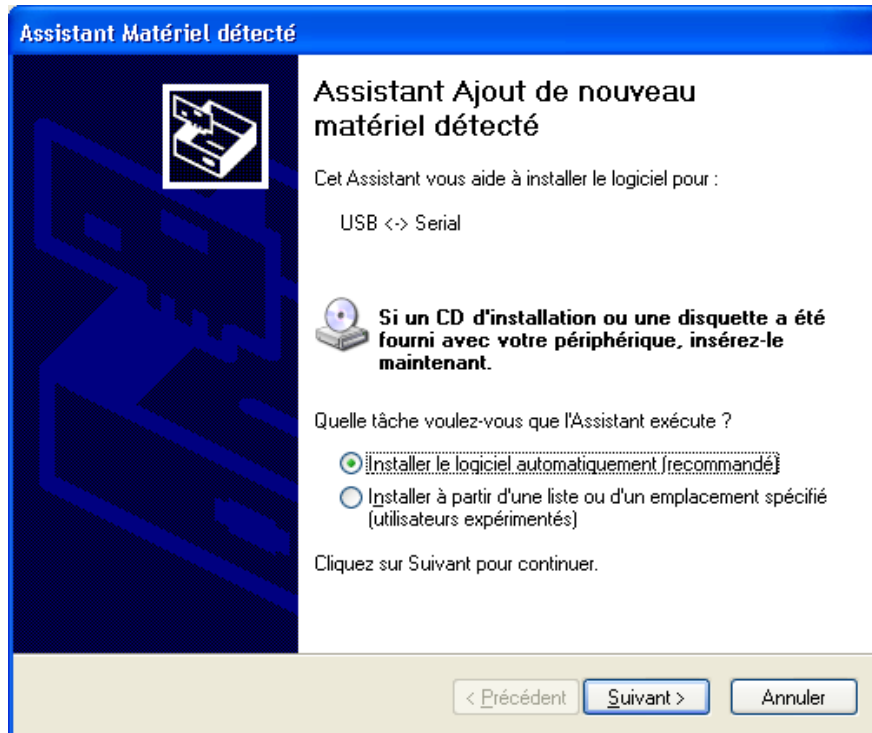 Assistant Matériel détecté
Assistant Ajout de nouveau
matériel détecté
Cet Assistant vous aide à installer le logiciel pour :
USB <-> Serial
Si un CD d'installation ou une disquette a été
fourni avec votre périphérique, insérez-le
maintenant.
Quelle tâche voulez-vous que l'Assistant exécute ?
Installer le logiciel automatiquement (recommandé)
Installer à partir d'une liste ou d'un emplacement spécifié
(utilisateurs expérimentés)
Cliquez sur Suivant pour continuer.
< Précédent Suivant > Annuler